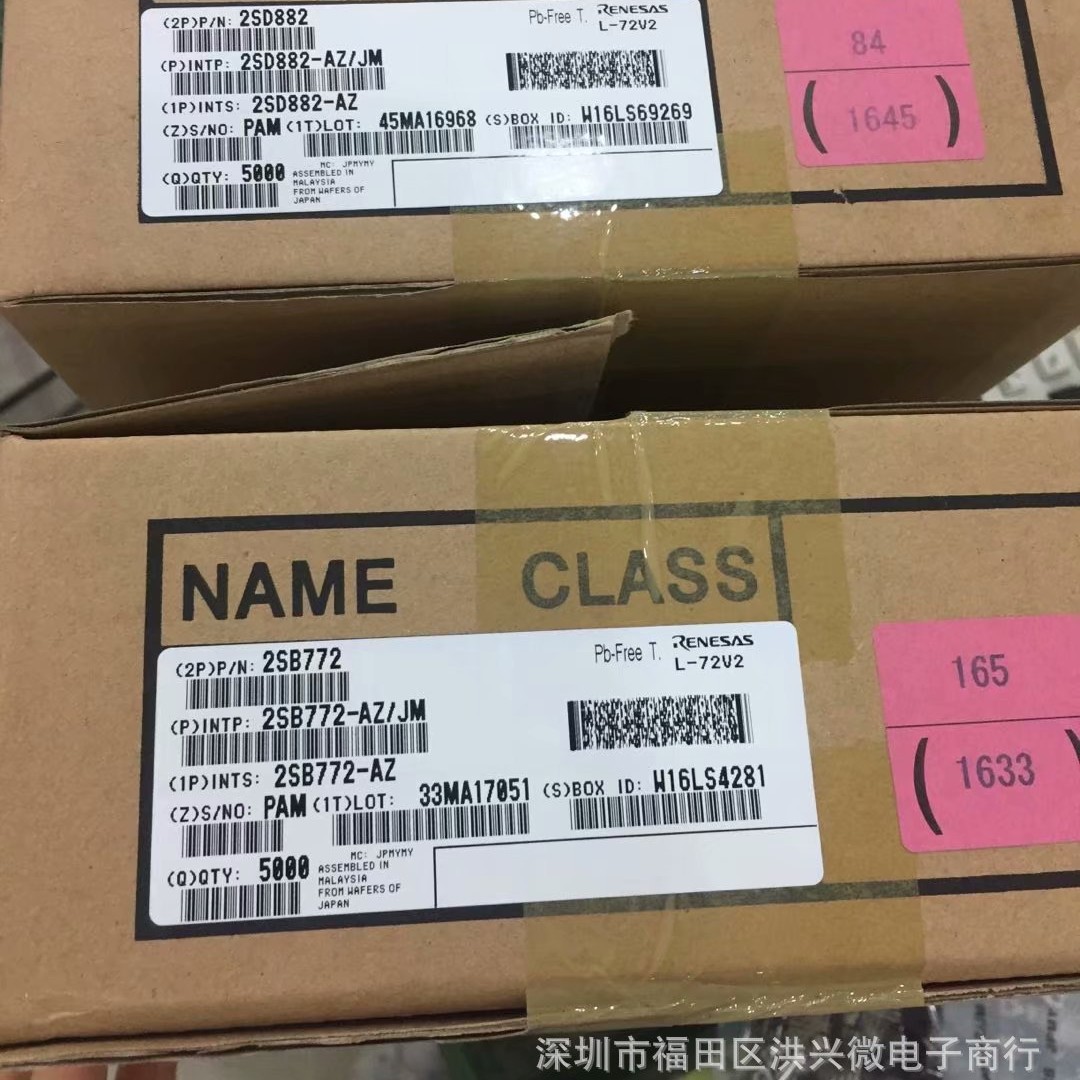 (2P)P/N: 2SD882
Pb-Free T. RENESAS
L-72V2
(P)INTP: 2SD882-AZ/JM
(1P)INTS: 2SD882-AZ
(Z)S/NO: PAM (1T)LOT: 45MA16968 (S)BOX ID: W16LS69269
(Q)QTY: 5000
MC: JPMYMY
ASSEMBLED IN
MALAYSIA
FROM WAFERS OF
JAPAN
84
(1645)
NAME CLASS
(2P)P/N: 2SB772
Pb-Free T. RENESAS
L-72V2
(P)INTP: 2SB772-AZ/JM
(1P)INTS: 2SB772-AZ
(Z)S/NO: PAM (1T)LOT: 33MA17051 (S)BOX ID: W16LS4281
(Q)QTY: 5000
MC: JPMYMY
ASSEMBLED IN
MALAYSIA
FROM WAFERS OF
JAPAN
165
(1633)
深圳市福田区洪兴微电子商行